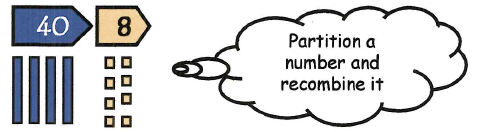 40 8
Partition a
number and
recombine it